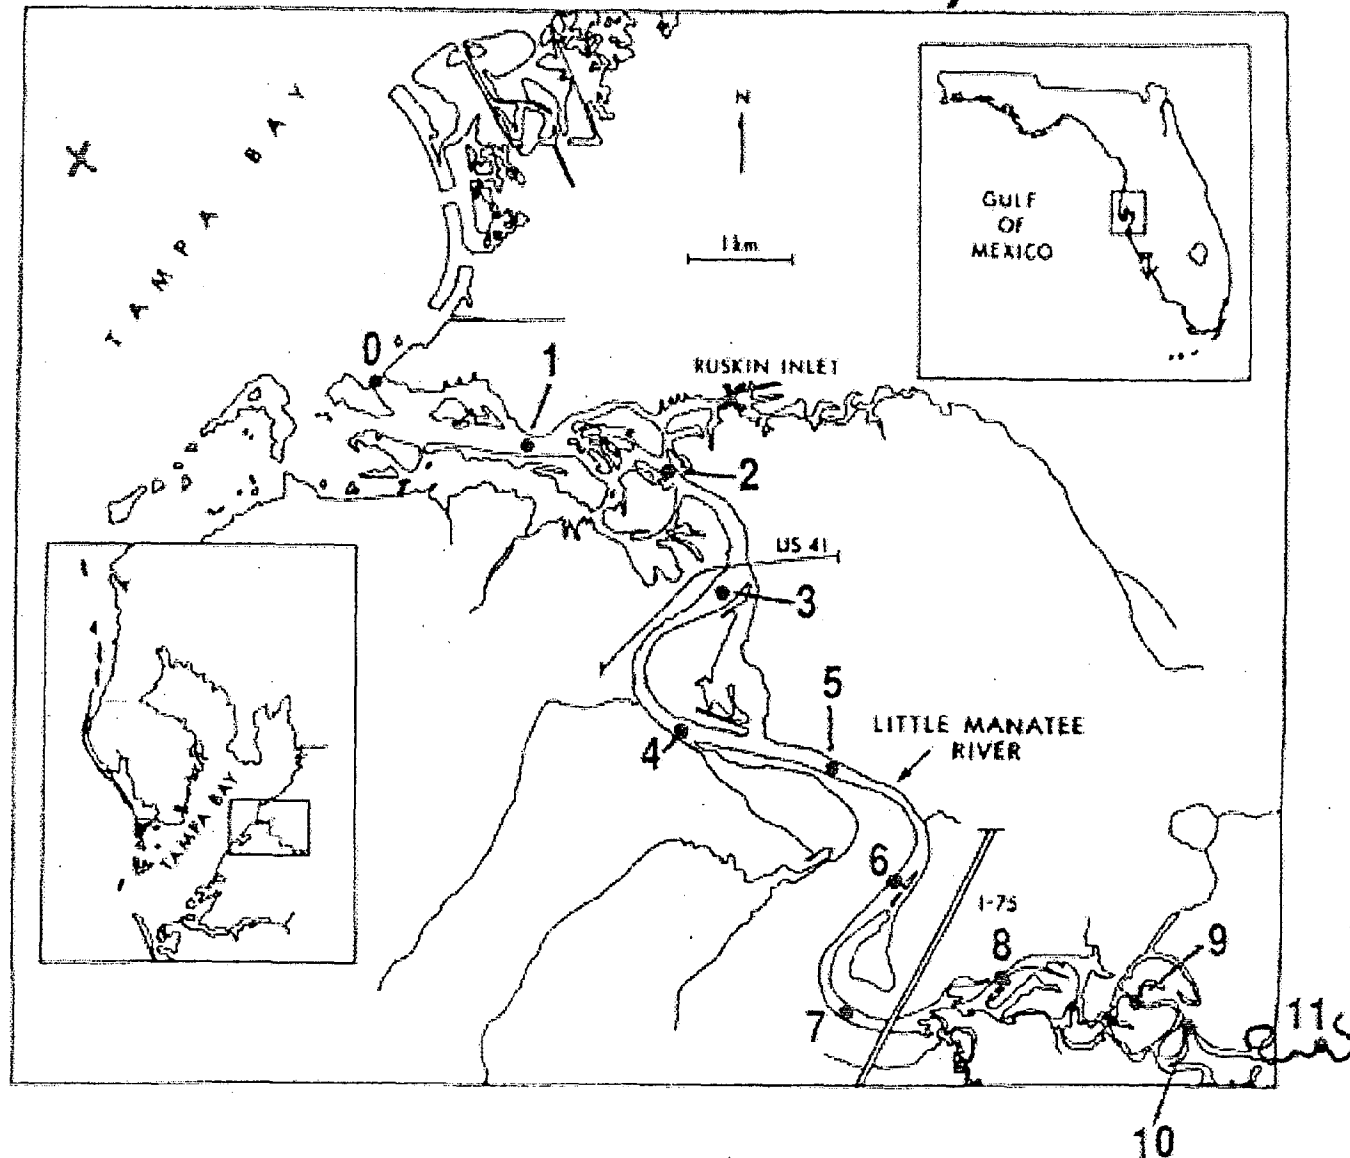 TAMPA BAY
X
N
1 km
GULF
OF
MEXICO
0
1
RUSKIN INLET
2
US 41
3
5
LITTLE MANATEE
RIVER
4
6
I-75
TAMPA BAY
8
9
7
11
10